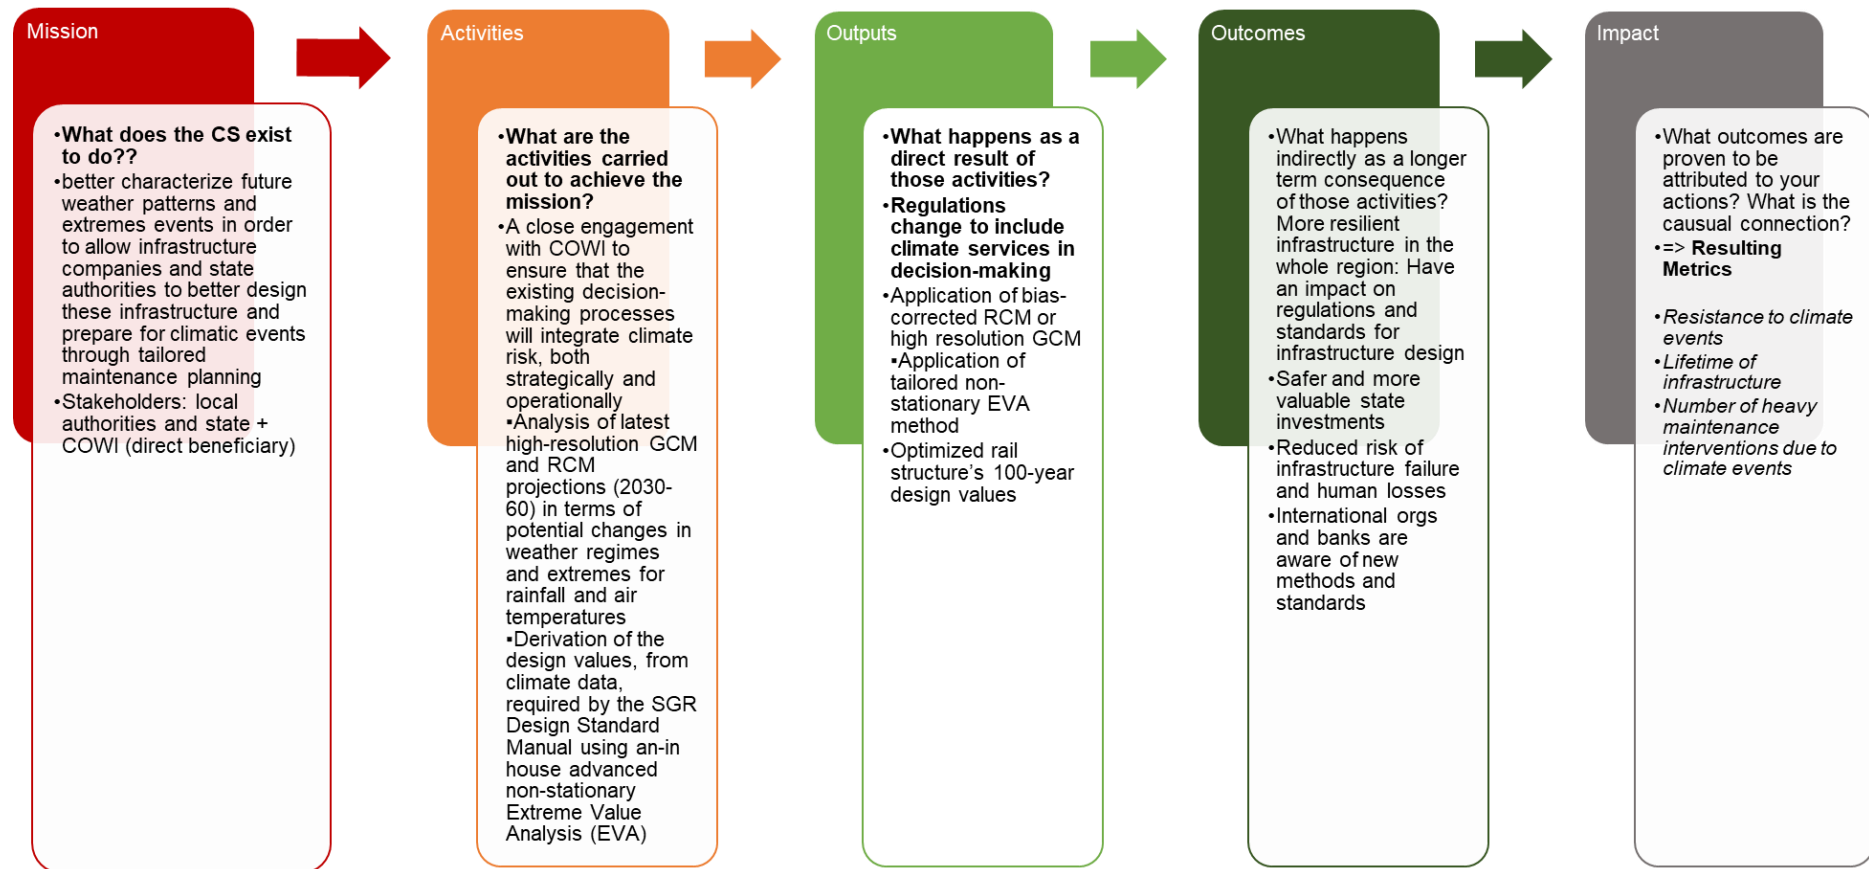 Mission
•What does the CS exist
to do??
•better characterize future
weather patterns and
extremes events in order
to allow infrastructure
companies and state
authorities to better design
these infrastructure and
prepare for climatic events
through tailored
maintenance planning
•Stakeholders: local
authorities and state +
COWI (direct beneficiary)
Activities
•What are the
activities carried
out to achieve the
mission?
•A close engagement
with COWI to
ensure that the
existing decision-
making processes
will integrate climate
risk, both
strategically and
operationally
▪Analysis of latest
high-resolution GCM
and RCM
projections (2030-
60) in terms of
potential changes in
weather regimes
and extremes for
rainfall and air
temperatures
▪Derivation of the
design values, from
climate data,
required by the SGR
Design Standard
Manual using an-in
house advanced
non-stationary
Extreme Value
Analysis (EVA)
Outputs
•What happens as a
direct result of
those activities?
•Regulations
change to include
climate services in
decision-making
•Application of bias-
corrected RCM or
high resolution GCM
▪Application of
tailored non-
stationary EVA
method
•Optimized rail
structure's 100-year
design values
Outcomes
•What happens
indirectly as a longer
term consequence
of those activities?
More resilient
infrastructure in the
whole region: Have
an impact on
regulations and
standards for
infrastructure design
•Safer and more
valuable state
investments
•Reduced risk of
infrastructure failure
and human losses
•International orgs
and banks are
aware of new
methods and
standards
Impact
•What outcomes are
proven to be
attributed to your
actions? What is the
causual connection?
•=> Resulting
Metrics
•Resistance to climate
events
•Lifetime of
infrastructure
•Number of heavy
maintenance
interventions due to
climate events